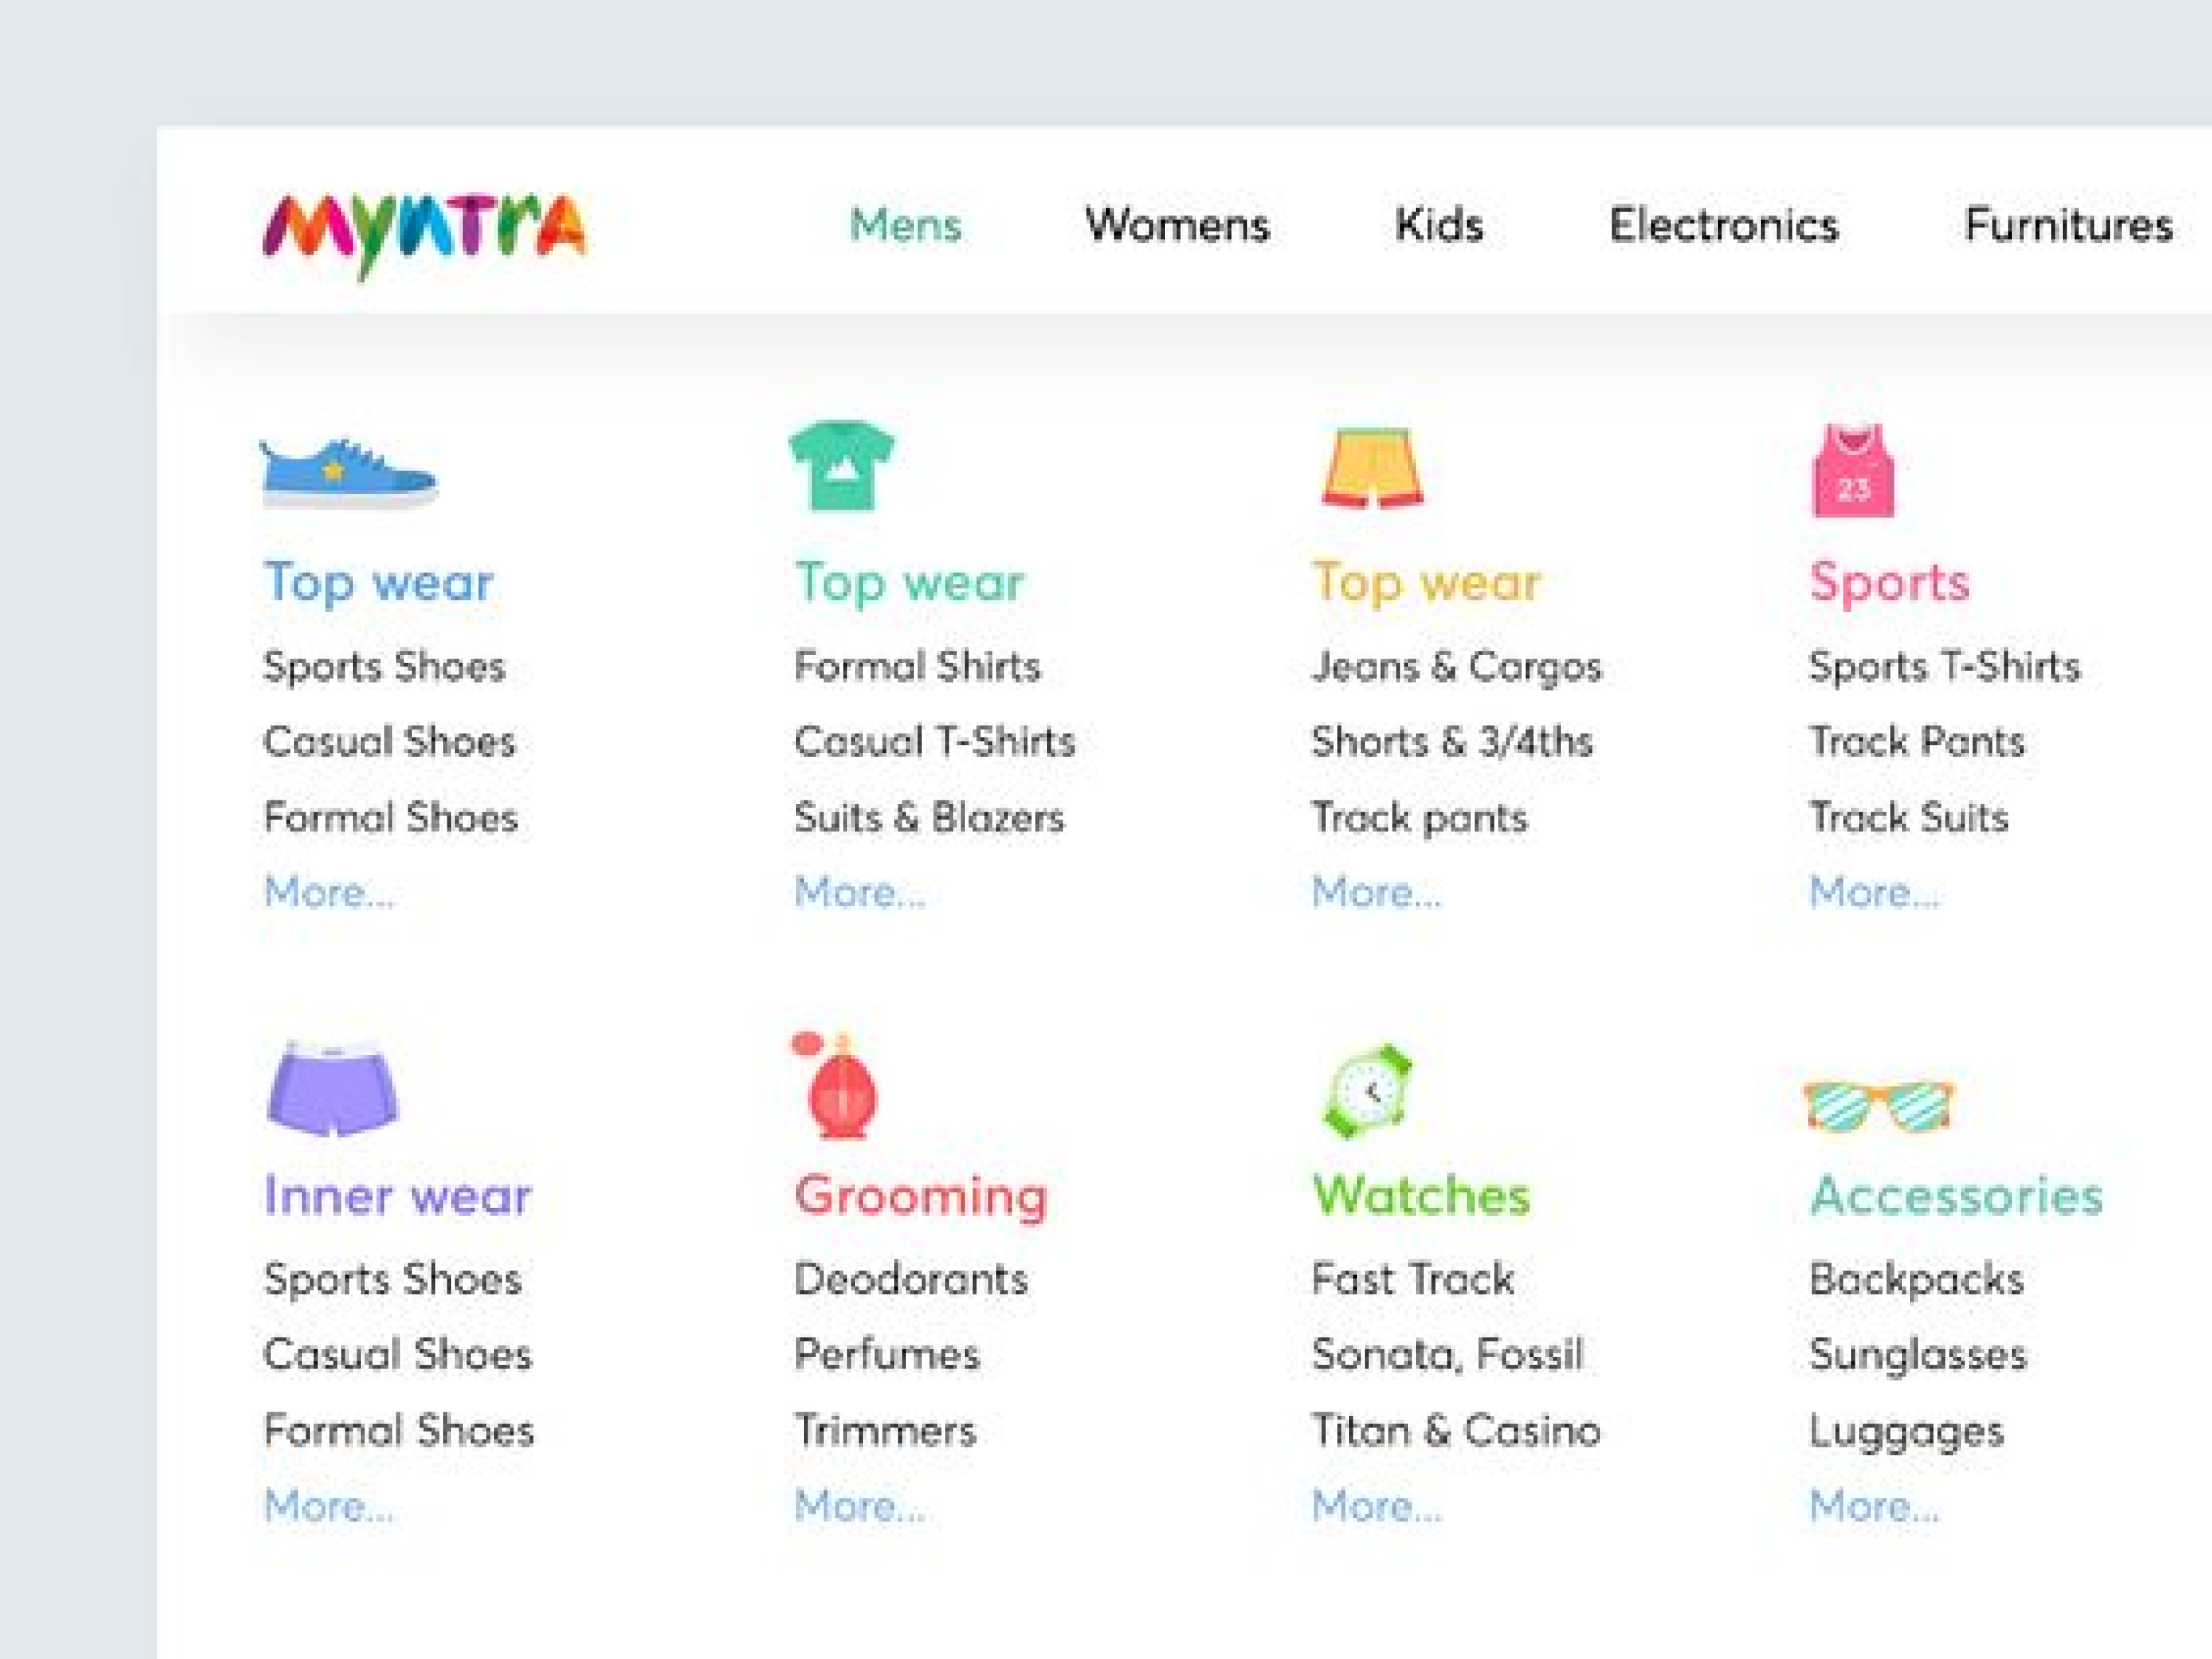 Myntra
Mens Womens Kids Electronics Furnitures
23
Top wear
Sports Shoes
Casual Shoes
Formal Shoes
More...
Top wear
Formal Shirts
Casual T-Shirts
Suits & Blazers
More...
Top wear
Jeans & Cargos
Shorts & 3/4ths
Track pants
More...
Sports
Sports T-Shirts
Track Pants
Track Suits
More...
Inner wear
Sports Shoes
Casual Shoes
Formal Shoes
More...
Grooming
Deodorants
Perfumes
Trimmers
More...
Watches
Fast Track
Sonata, Fossil
Titan & Casino
More...
Accessories
Backpacks
Sunglasses
Luggages
More...